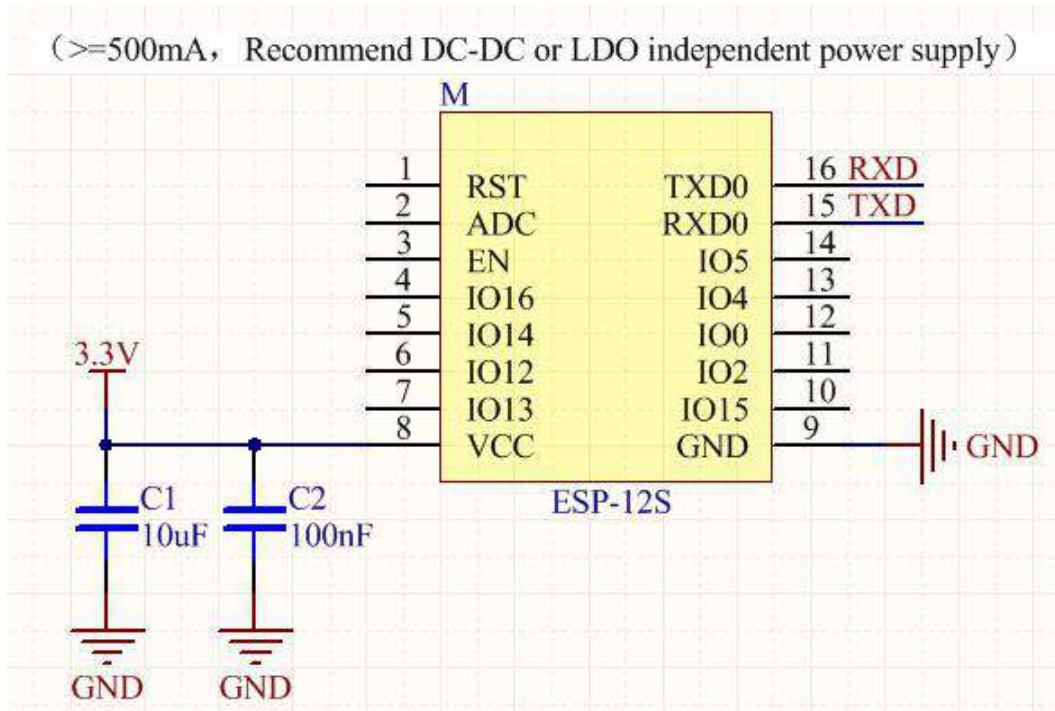 （>=500mA， Recommend DC-DC or LDO independent power supply）
M
1 RST TXD0 16 RXD
2 ADC RXD0 15 TXD
3 EN IO5 14
4 IO16 IO4 13
5 IO14 IO0 12
3.3V
6 IO12 IO2 11
7 IO13 IO15 10
8 VCC GND 9 GND
ESP-12S
C1 C2
10uF 100nF
GND GND